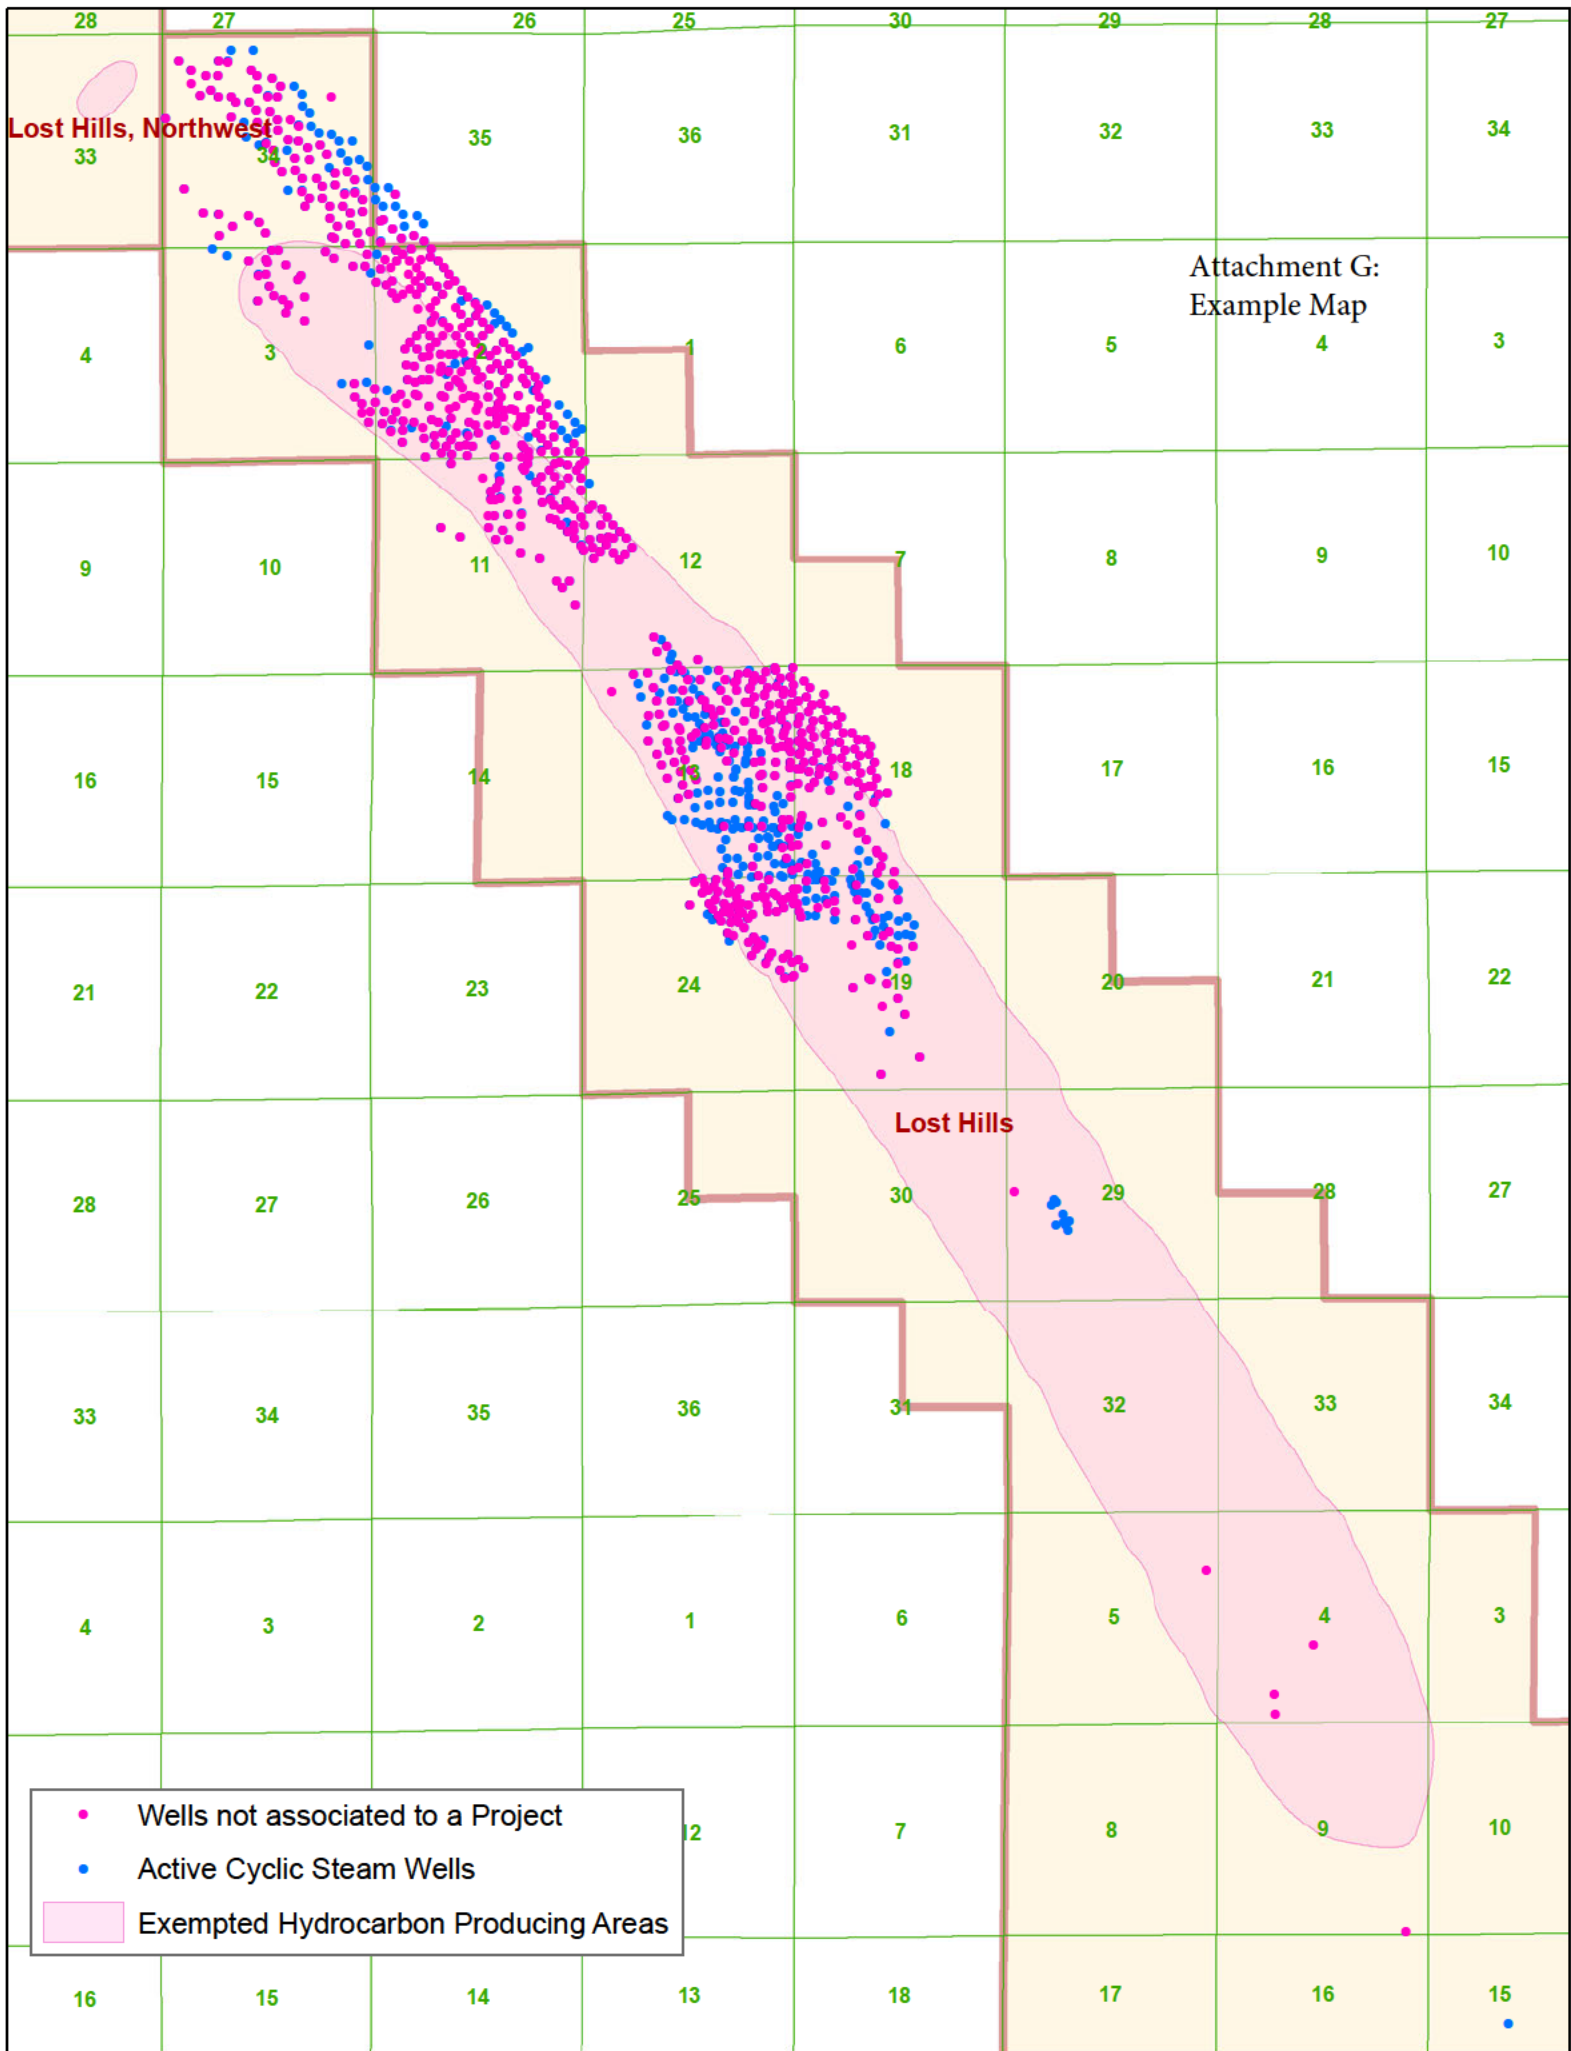 28 27 26 25 30 29 28 27
Lost Hills, Northwest
33 34 35 36 31 32 33 34
Attachment G:
Example Map
4 3 2 1 6 5 4 3
9 10 11 12 7 8 9 10
16 15 14 13 18 17 16 15
21 22 23 24 19 20 21 22
Lost Hills
28 27 26 25 30 29 28 27
33 34 35 36 31 32 33 34
4 3 2 1 6 5 4 3
Wells not associated to a Project
Active Cyclic Steam Wells
Exempted Hydrocarbon Producing Areas
12 7 8 9 10
16 15 14 13 18 17 16 15